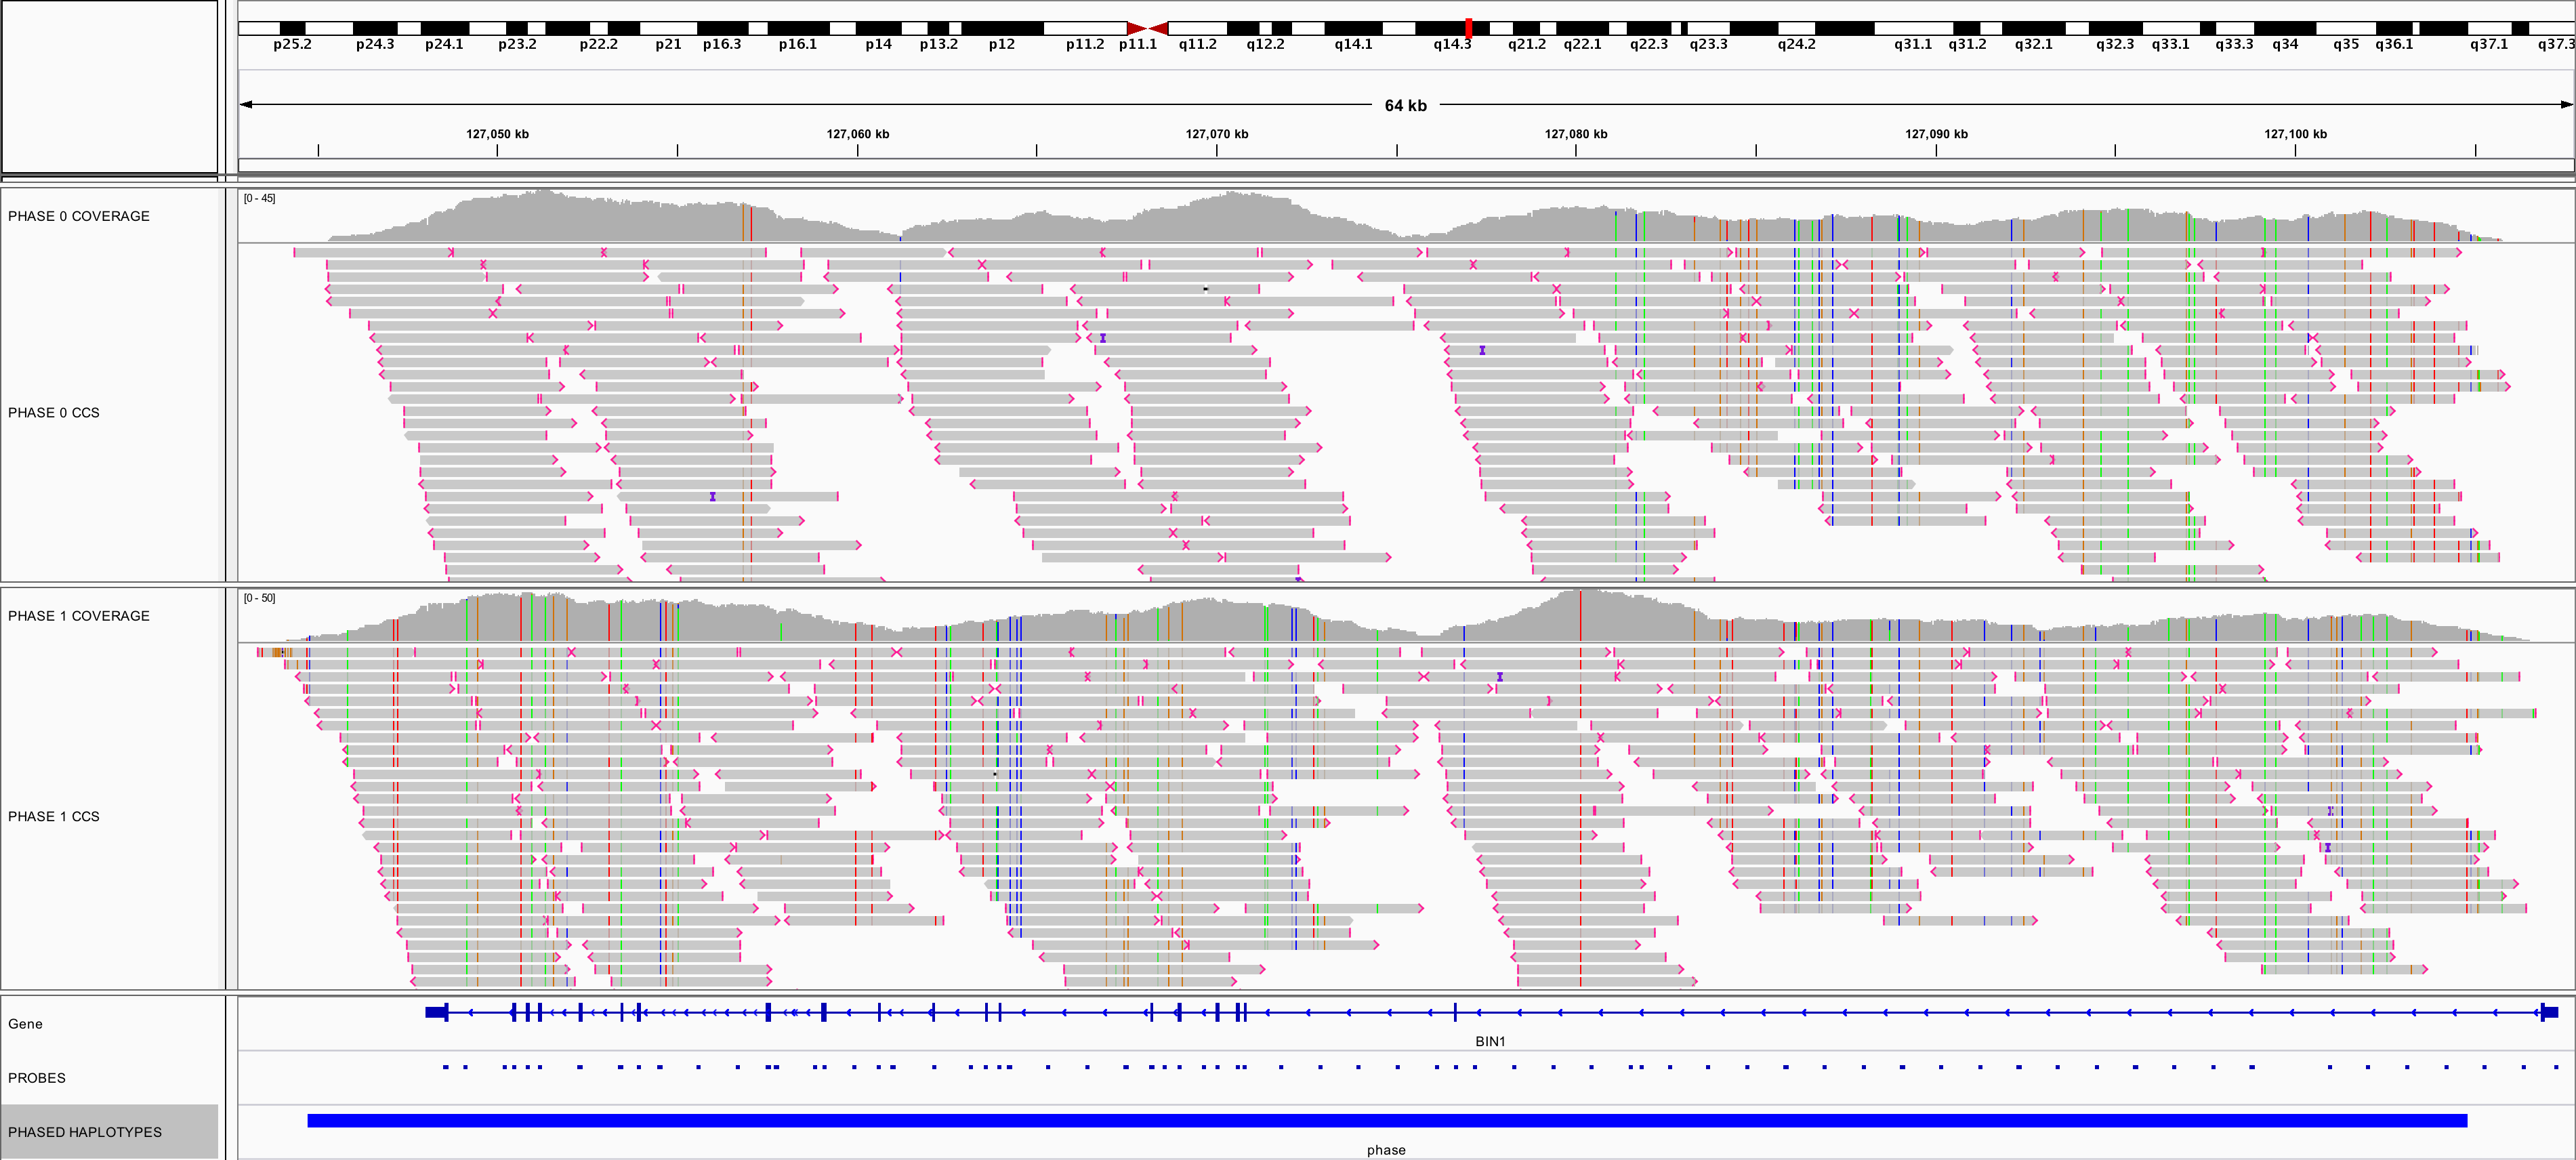 p25.2 p24.3 p24.1 p23.2 p22.2 p21 p16.3 p16.1 p14 p13.2 p12 p11.2 p11.1 q11.2 q12.2 q14.1 q14.3 q21.2 q22.1 q22.3 q23.3 q24.2 q31.1 q31.2 q32.1 q32.3 q33.1 q33.3 q34 q35 q36.1 q37.1 q37.3
64 kb
127,050 kb 127,060 kb 127,070 kb 127,080 kb 127,090 kb 127,100 kb
[0 - 45]
PHASE 0 COVERAGE
PHASE 0 CCS
[0 - 50]
PHASE 1 COVERAGE
PHASE 1 CCS
Gene
BIN1
PROBES
PHASED HAPLOTYPES
phase